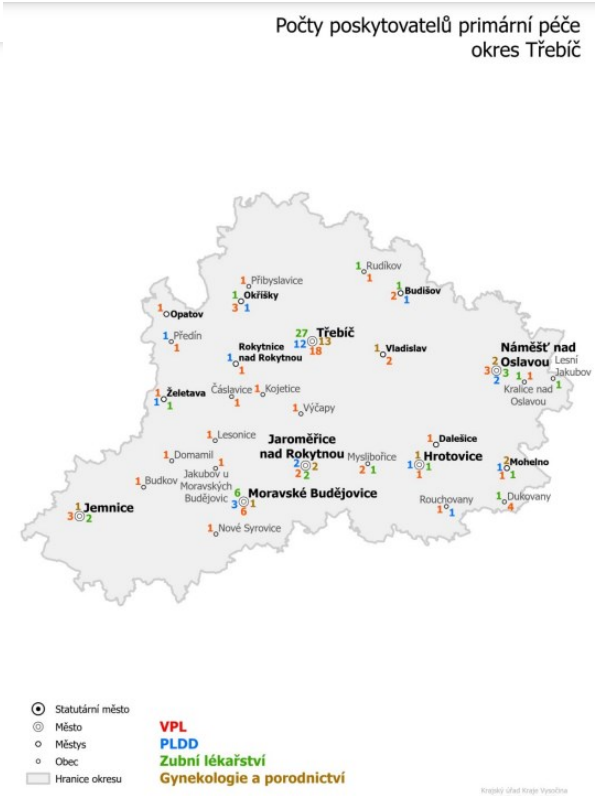 Počty poskytovatelů primární péče
okres Třebíč
1 Rudíkov
1
1 Přibyslavice
1 Okříšky
3 1
1 Budišov
2 1
1 Opatov
1 Předín
1
27 Třebíč
12 13
18
Rokytnice
1 nad Rokytnou
1
1 Vladislav
2
Náměšť nad
2 Oslavou
3 3
2
Lesní
Jakubov
1
1 1
Kralice nad
Oslavou
1 Želetava
1 1
Čáslavice
1
1 Kojetice
1 Výčapy
1 Lesonice
Jaroměřice
nad Rokytnou
2 2
2 2
1 Dalešice
1 Domamil
1
Jakubov u
Moravských
Budějovic
1
Myslibořice
2 1
1 Hrotovice
1 1
1
2
1 Mohelno
1 1
1 Budkov
6 Moravské Budějovice
3 1
6
Rouchovany
1 1
1 Dukovany
4
1 Jemnice
3 2
1 Nové Syrovice
Statutární město
Město
Městys
Obec
Hranice okresu
VPL
PLDD
Zubní lékařství
Gynekologie a porodnictví
Krajský úřad Kraje Vysočina